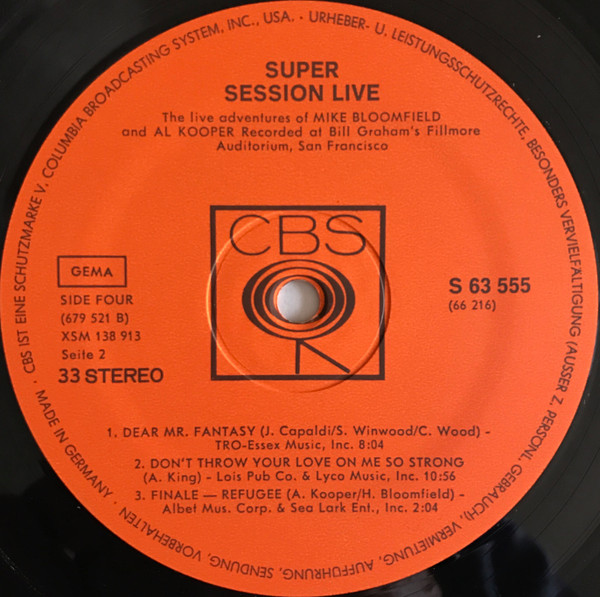 CBS IST EINE SCHUTZMARKE V. COLUMBIA BROADCASTING SYSTEM, INC., USA. · URHEBER- U. LEISTUNGSSCHUTZRECHTE, BESONDERS VERVIELFÄLTIGUNG (AUSSER Z. PERSÖNL. GEBRAUCH), VERMIETUNG, AUFFÜHRUNG, SENDUNG, VORBEHALTEN · MADE IN GERMANY ·
SUPER
SESSION LIVE
The live adventures of MIKE BLOOMFIELD
and AL KOOPER Recorded at Bill Graham's Fillmore
Auditorium, San Francisco
CBS
GEMA
SIDE FOUR
(679 521 B)
XSM 138 913
Seite 2
33 STEREO
S 63 555
(66 216)
1. DEAR MR. FANTASY (J. Capaldi/S. Winwood/C. Wood) -
TRO-Essex Music, Inc. 8:04
2. DON'T THROW YOUR LOVE ON ME SO STRONG
(A. King) - Lois Pub Co. & Lyco Music, Inc. 10:56
3. FINALE — REFUGEE (A. Kooper/H. Bloomfield) -
Albet Mus. Corp. & Sea Lark Ent., Inc. 2:04